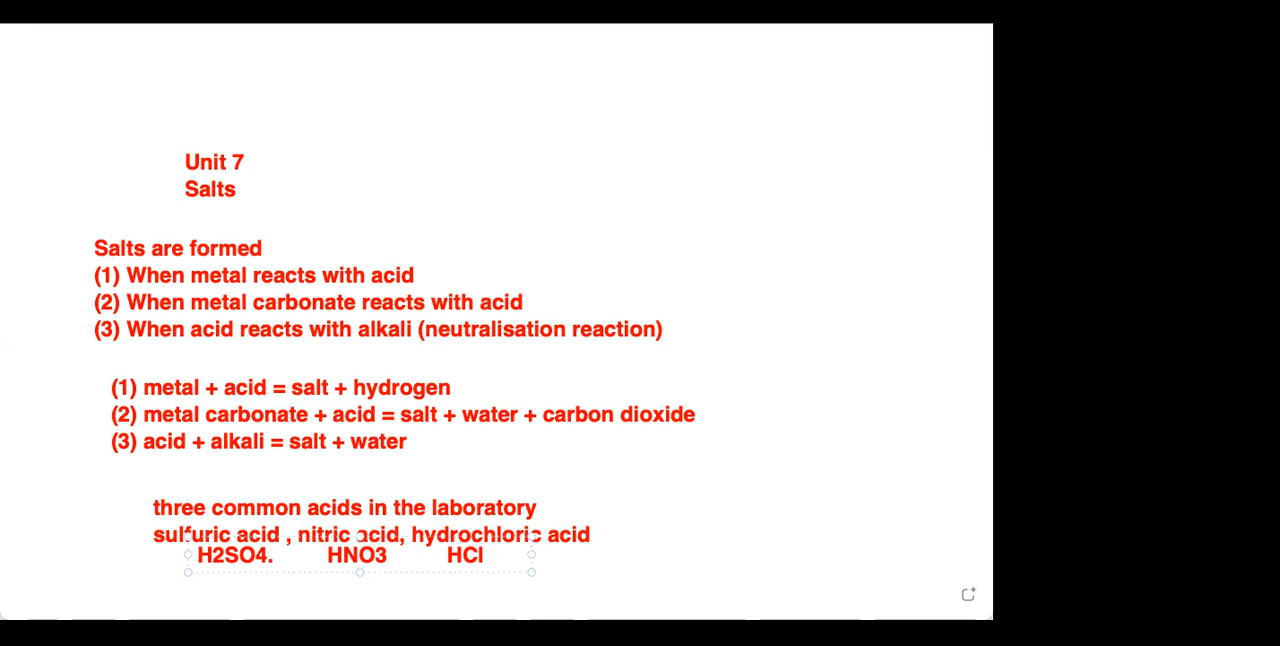 Unit 7
Salts
Salts are formed
(1) When metal reacts with acid
(2) When metal carbonate reacts with acid
(3) When acid reacts with alkali (neutralisation reaction)
(1) metal + acid = salt + hydrogen
(2) metal carbonate + acid = salt + water + carbon dioxide
(3) acid + alkali = salt + water
three common acids in the laboratory
sulfuric acid , nitric acid, hydrochloric acid
H2SO4. HNO3 HCl